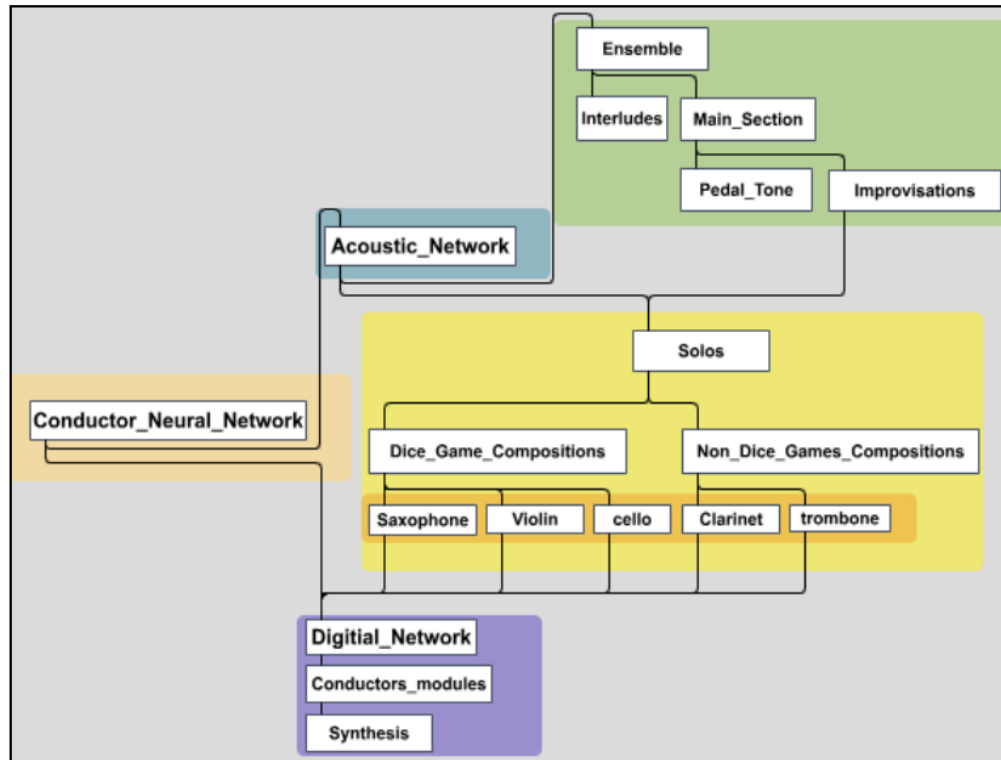 Ensemble
Interludes
Main_Section
Pedal_Tone
Improvisations
Acoustic_Network
Solos
Conductor_Neural_Network
Dice_Game_Compositions
Non_Dice_Games_Compositions
Saxophone
Violin
cello
Clarinet
trombone
Digitial_Network
Conductors_modules
Synthesis